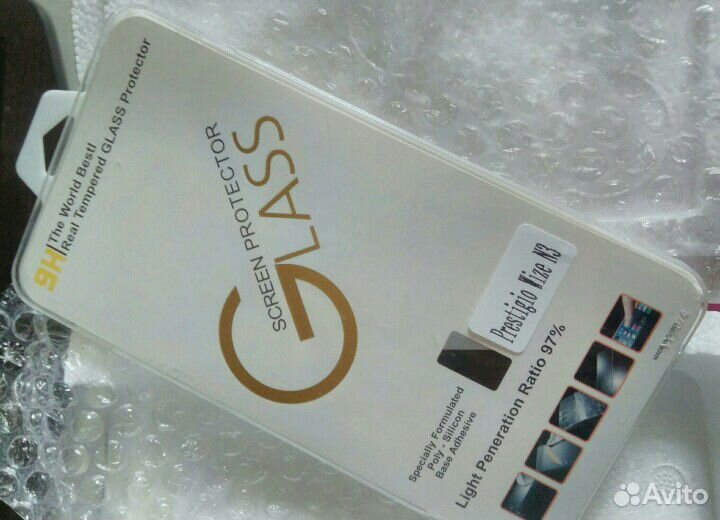 9H The World Best!
Real Tempered GLASS Protector
SCREEN PROTECTOR
GLASS
Prestigio Wize N3
Specially Formulated
Poly - Silicon
Base Adhesive
Light Peneration Ratio 97%
Avito